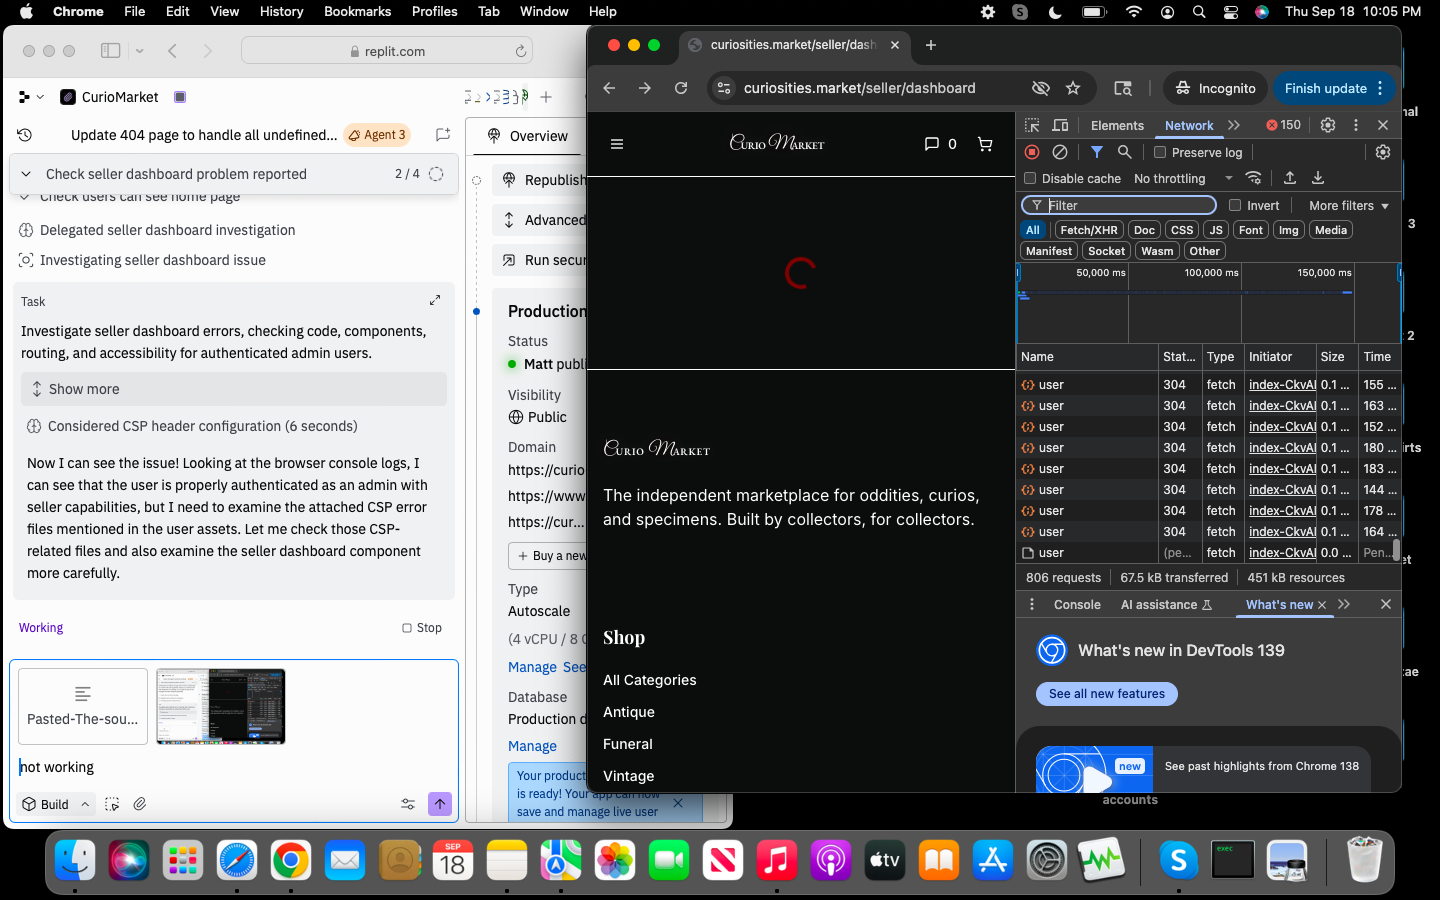 Chrome File Edit View History Bookmarks Profiles Tab Window Help
Thu Sep 18 10:05 PM
replit.com
CurioMarket
Update 404 page to handle all undefined...
Agent 3
Check seller dashboard problem reported
2 / 4
Check users can see home page
Delegated seller dashboard investigation
Investigating seller dashboard issue
Task
Investigate seller dashboard errors, checking code, components,
routing, and accessibility for authenticated admin users.
Show more
Considered CSP header configuration (6 seconds)
Now I can see the issue! Looking at the browser console logs, I
can see that the user is properly authenticated as an admin with
seller capabilities, but I need to examine the attached CSP error
files mentioned in the user assets. Let me check those CSP-
related files and also examine the seller dashboard component
more carefully.
Working
Stop
Pasted-The-sou...
not working
Build
Overview
Republish
Advanced
Run secur
Production
Status
Matt publi
Visibility
Public
Domain
https://curio
https://www
https://cur...
+ Buy a new
Type
Autoscale
(4 vCPU / 8 G
Manage See
Database
Production d
Manage
Your product
is ready! Your app can now
save and manage live user
curiosities.market/seller/dash
curiosities.market/seller/dashboard
Incognito
Finish update
Curio Market
0
Curio Market
The independent marketplace for oddities, curios,
and specimens. Built by collectors, for collectors.
Shop
All Categories
Antique
Funeral
Vintage
Elements
Network
150
Preserve log
Disable cache
No throttling
Filter
Invert
More filters
All Fetch/XHR Doc CSS JS Font Img Media
Manifest Socket Wasm Other
50,000 ms 100,000 ms 150,000 ms
Name Stat... Type Initiator Size Time
user 304 fetch index-CkvAl 0.1 ... 155 ...
user 304 fetch index-CkvAl 0.1 ... 163 ...
user 304 fetch index-CkvAl 0.1 ... 152 ...
user 304 fetch index-CkvAl 0.1 ... 180 ...
user 304 fetch index-CkvAl 0.1 ... 183 ...
user 304 fetch index-CkvAl 0.1 ... 144 ...
user 304 fetch index-CkvAl 0.1 ... 178 ...
user 304 fetch index-CkvAl 0.1 ... 164 ...
user (pe... fetch index-CkvAl 0.0 ... Pen...
806 requests 67.5 kB transferred 451 kB resources
Console AI assistance What's new
What's new in DevTools 139
See all new features
new
See past highlights from Chrome 138
nal
3
2
irts
et
tae
accounts
SEP
18
tv
exec